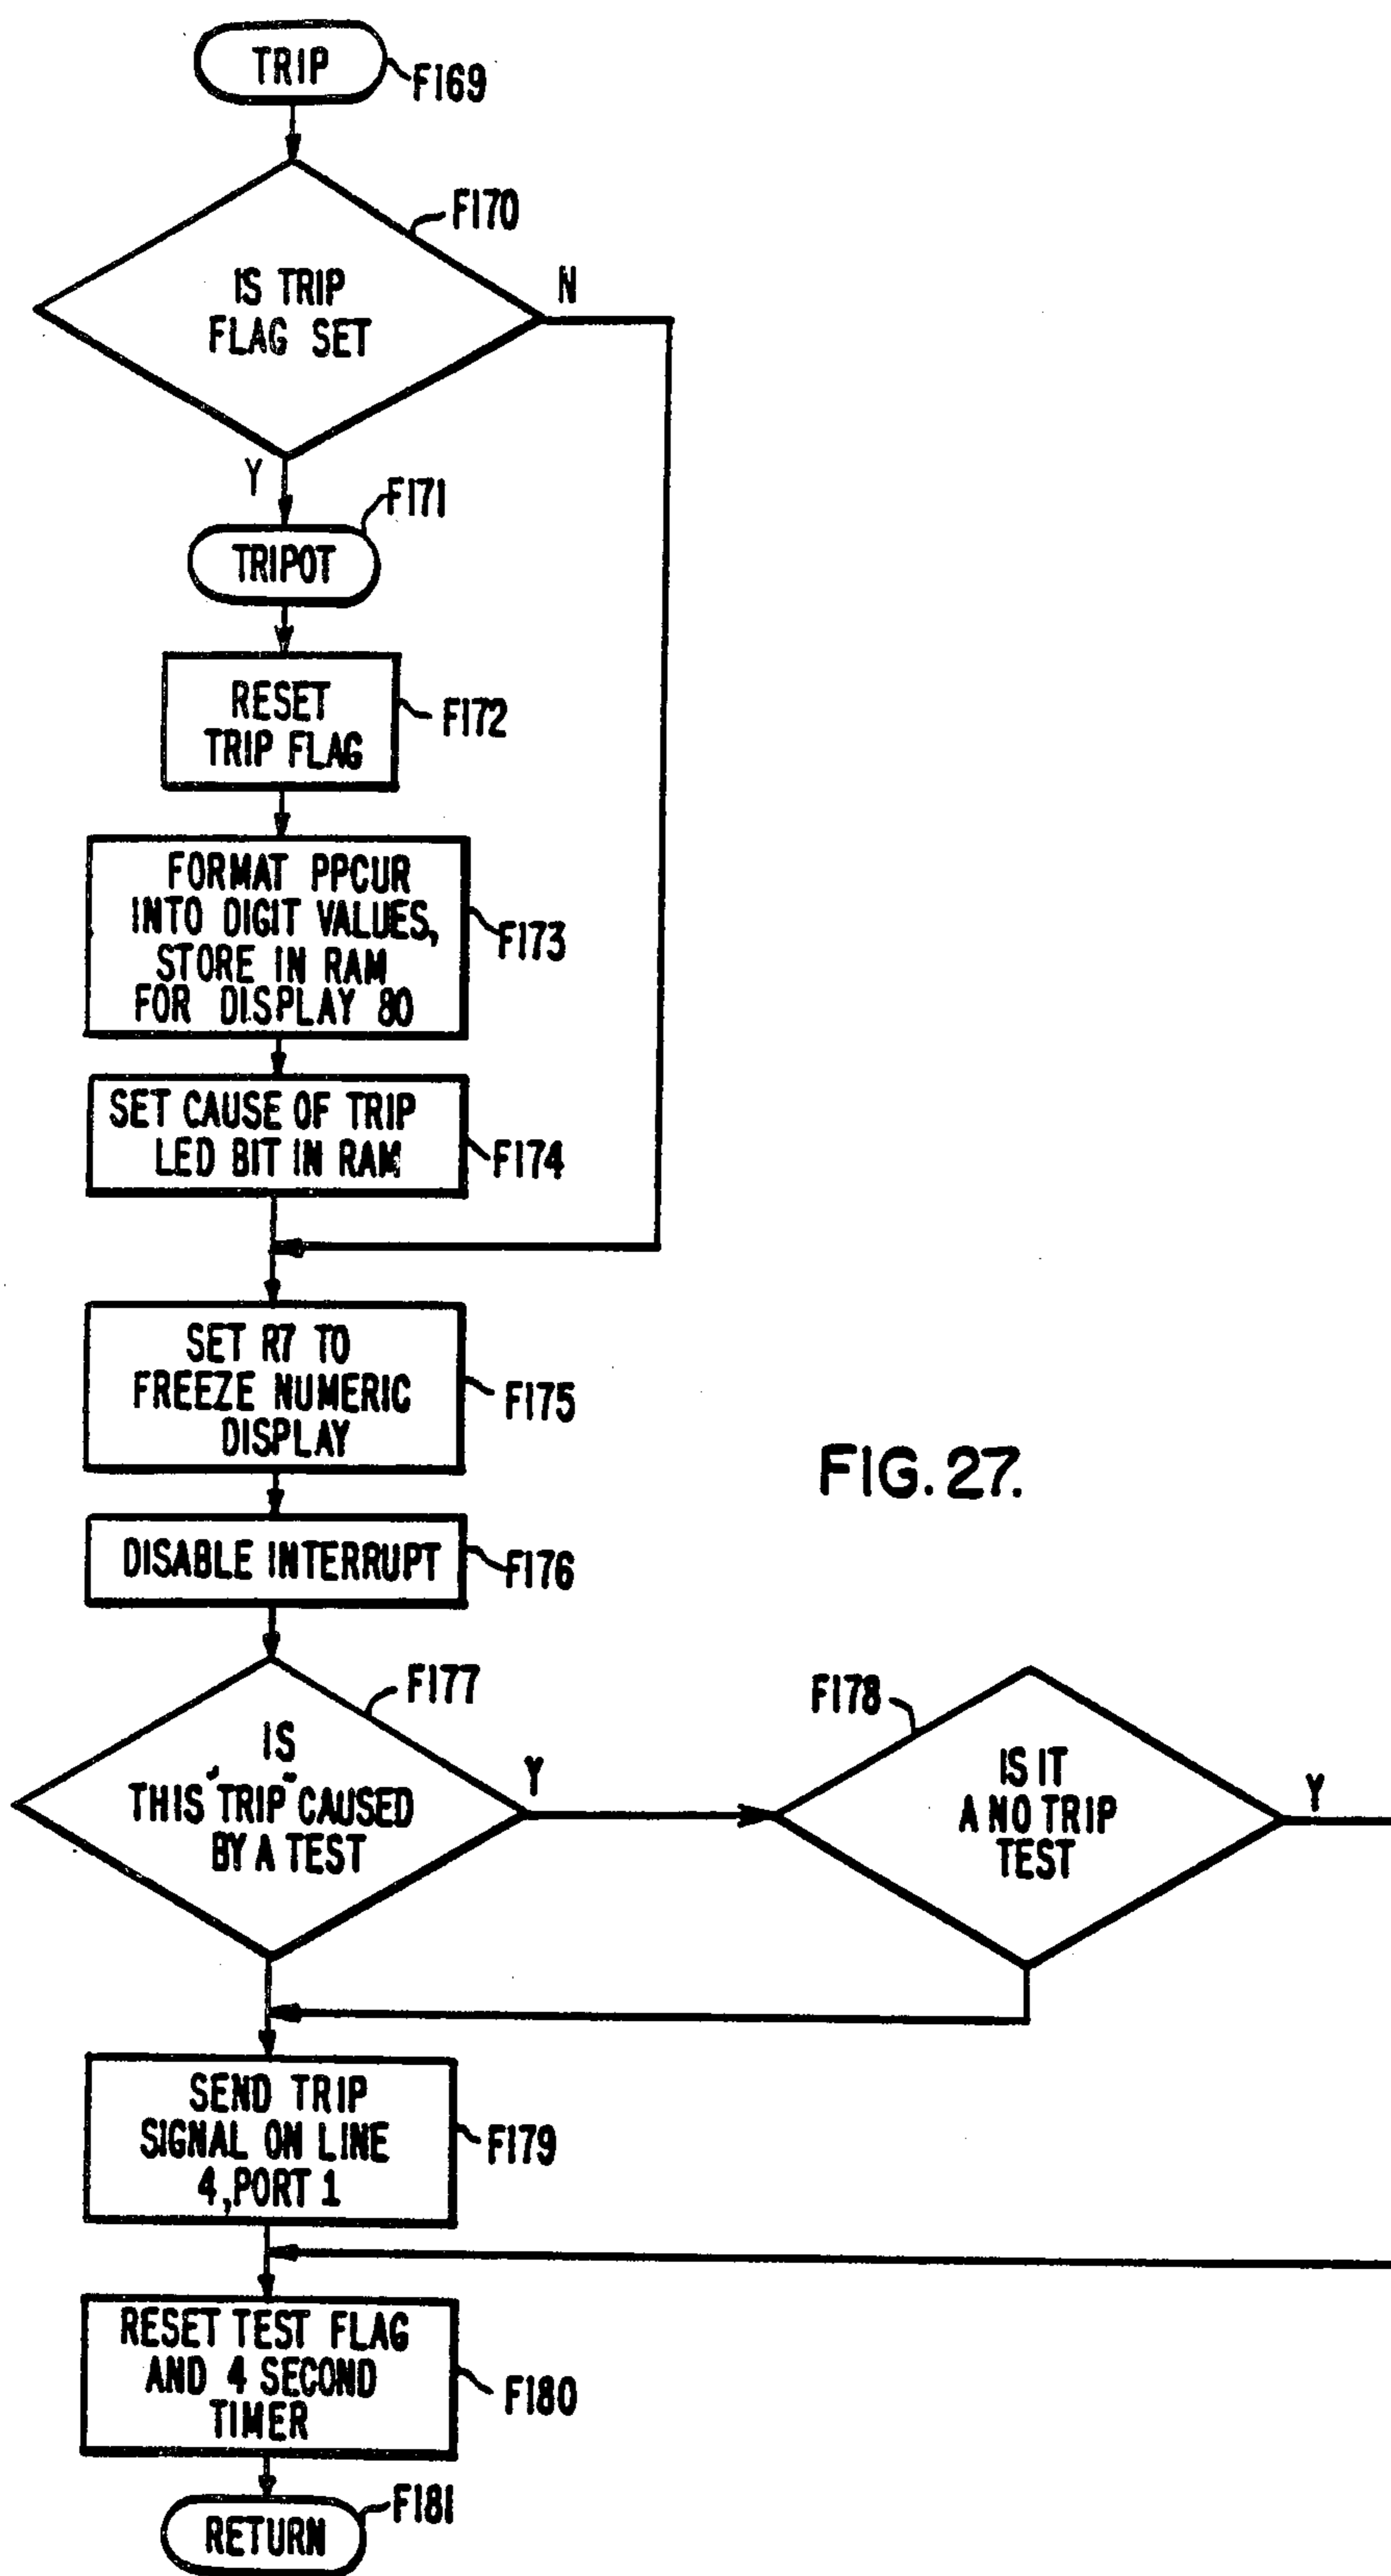 TRIP
F169
F170
IS TRIP
FLAG SET
N
Y
F171
TRIPOT
RESET
TRIP FLAG
F172
FORMAT PPCUR
INTO DIGIT VALUES,
STORE IN RAM
FOR DISPLAY 80
F173
SET CAUSE OF TRIP
LED BIT IN RAM
F174
SET R7 TO
FREEZE NUMERIC
DISPLAY
F175
FIG. 27.
DISABLE INTERRUPT
F176
F177
IS
THIS "TRIP" CAUSED
BY A TEST
Y
F178
IS IT
A NO TRIP
TEST
Y
SEND TRIP
SIGNAL ON LINE
4, PORT 1
F179
RESET TEST FLAG
AND 4 SECOND
TIMER
F180
F181
RETURN